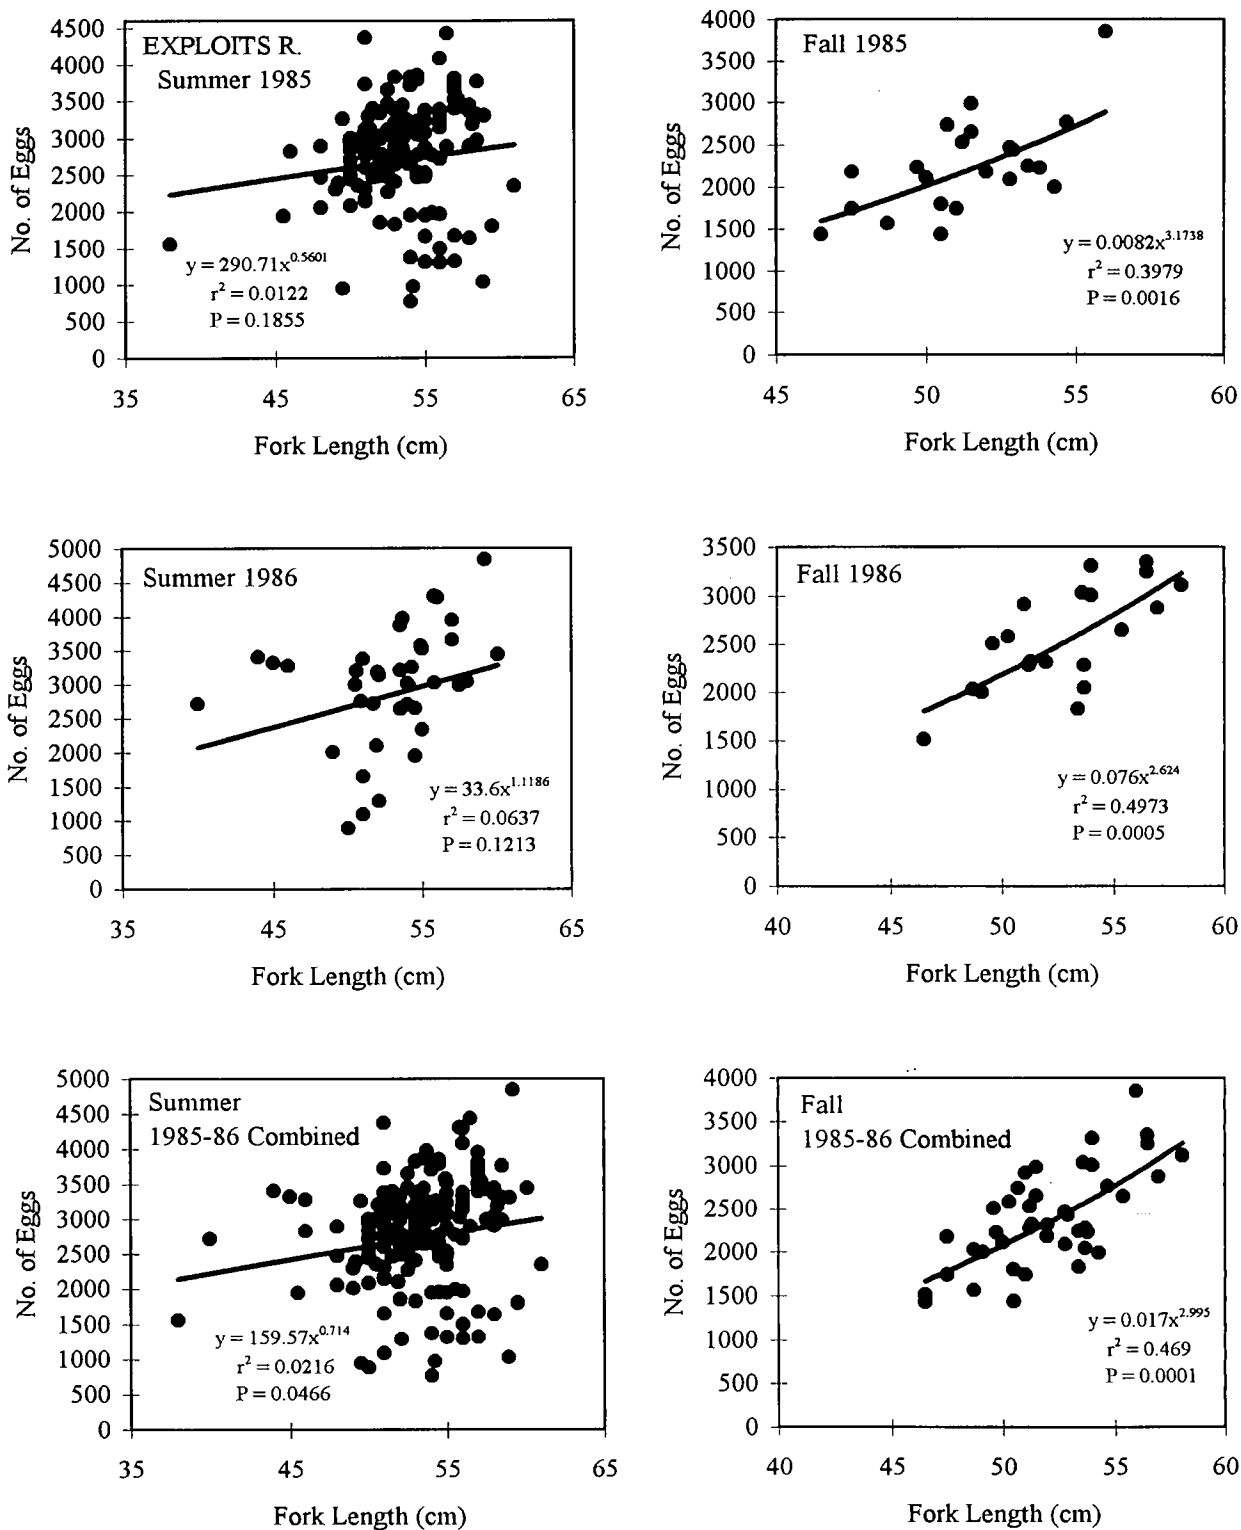 EXPLOITS R.
Summer 1985
No. of Eggs
4500
4000
3500
3000
2500
2000
1500
1000
500
0
y = 290.71x^0.5601
r² = 0.0122
P = 0.1855
35 45 55 65
Fork Length (cm)
Fall 1985
No. of Eggs
4000
3500
3000
2500
2000
1500
1000
500
0
y = 0.0082x^3.1738
r² = 0.3979
P = 0.0016
45 50 55 60
Fork Length (cm)
Summer 1986
No. of Eggs
5000
4500
4000
3500
3000
2500
2000
1500
1000
500
0
y = 33.6x^1.1186
r² = 0.0637
P = 0.1213
35 45 55 65
Fork Length (cm)
Fall 1986
No. of Eggs
3500
3000
2500
2000
1500
1000
500
0
y = 0.076x^2.624
r² = 0.4973
P = 0.0005
40 45 50 55 60
Fork Length (cm)
Summer
1985-86 Combined
No. of Eggs
5000
4500
4000
3500
3000
2500
2000
1500
1000
500
0
y = 159.57x^0.714
r² = 0.0216
P = 0.0466
35 45 55 65
Fork Length (cm)
Fall
1985-86 Combined
No. of Eggs
4000
3500
3000
2500
2000
1500
1000
500
0
y = 0.017x^2.995
r² = 0.469
P = 0.0001
40 45 50 55 60
Fork Length (cm)